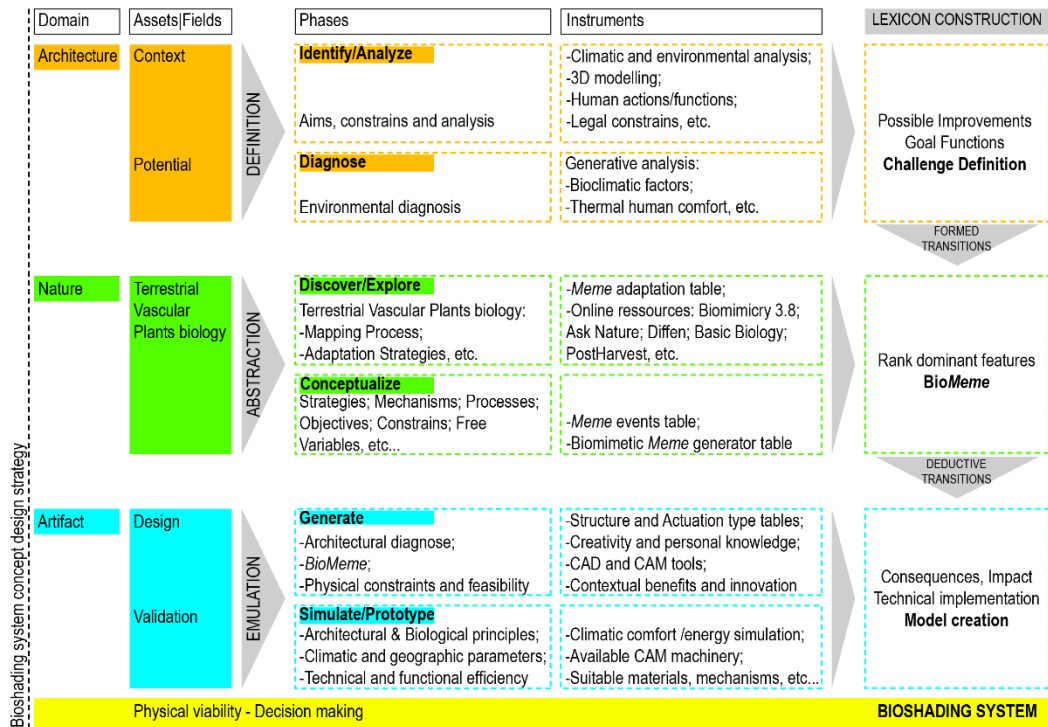 Domain
Assets|Fields
Phases
Instruments
LEXICON CONSTRUCTION
Architecture
Context
Potential
DEFINITION
Identify/Analyze
Aims, constrains and analysis
-Climatic and environmental analysis;
-3D modelling;
-Human actions/functions;
-Legal constrains, etc.
Diagnose
Environmental diagnosis
Generative analysis:
-Bioclimatic factors;
-Thermal human comfort, etc.
Possible Improvements
Goal Functions
Challenge Definition
FORMED
TRANSITIONS
Nature
Terrestrial
Vascular
Plants biology
ABSTRACTION
Discover/Explore
Terrestrial Vascular Plants biology:
-Mapping Process;
-Adaptation Strategies, etc.
-Meme adaptation table;
-Online ressources: Biomimicry 3.8;
Ask Nature; Diffen; Basic Biology;
PostHarvest, etc.
Conceptualize
Strategies; Mechanisms; Processes;
Objectives; Constrains; Free
Variables, etc...
-Meme events table;
-Biomimetic Meme generator table
Rank dominant features
BioMeme
DEDUCTIVE
TRANSITIONS
Artifact
Design
Validation
EMULATION
Generate
-Architectural diagnose;
-BioMeme;
-Physical constraints and feasibility
-Structure and Actuation type tables;
-Creativity and personal knowledge;
-CAD and CAM tools;
-Contextual benefits and innovation
Simulate/Prototype
-Architectural & Biological principles;
-Climatic and geographic parameters;
-Technical and functional efficiency
-Climatic comfort /energy simulation;
-Available CAM machinery;
-Suitable materials, mechanisms, etc...
Consequences, Impact
Technical implementation
Model creation
Physical viability - Decision making
BIOSHADING SYSTEM
Bioshading system concept design strategy